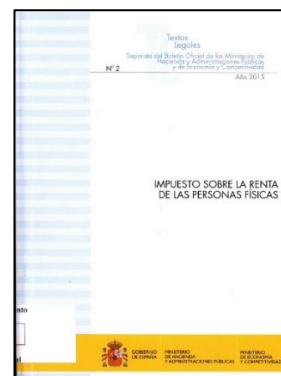 Textos
Legales
Separata del Boletín Oficial de los Ministerios de
Hacienda y Administraciones Públicas
y de Economía y Competitividad
Nº 2
Año 2015
IMPUESTO SOBRE LA RENTA
DE LAS PERSONAS FÍSICAS
GOBIERNO
DE ESPAÑA
MINISTERIO
DE HACIENDA
Y ADMINISTRACIONES PÚBLICAS
MINISTERIO
DE ECONOMÍA
Y COMPETITIVIDAD